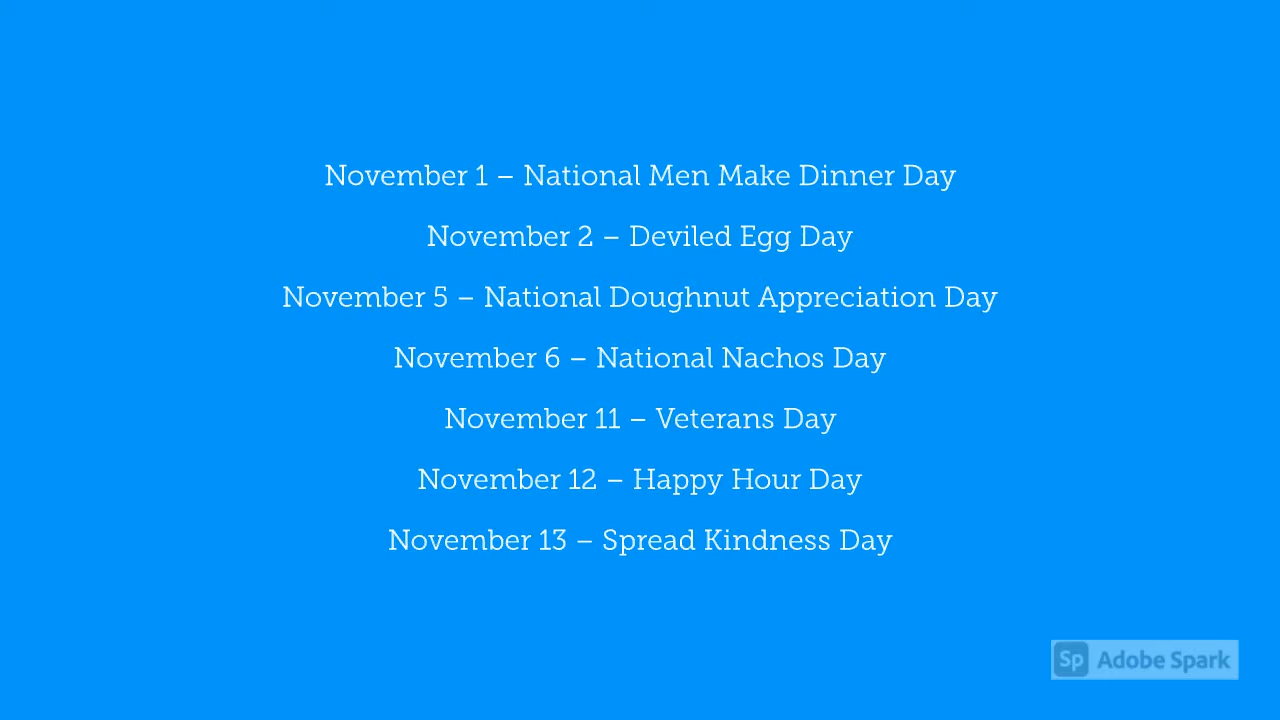 November 1 – National Men Make Dinner Day
November 2 – Deviled Egg Day
November 5 – National Doughnut Appreciation Day
November 6 – National Nachos Day
November 11 – Veterans Day
November 12 – Happy Hour Day
November 13 – Spread Kindness Day
Sp Adobe Spark